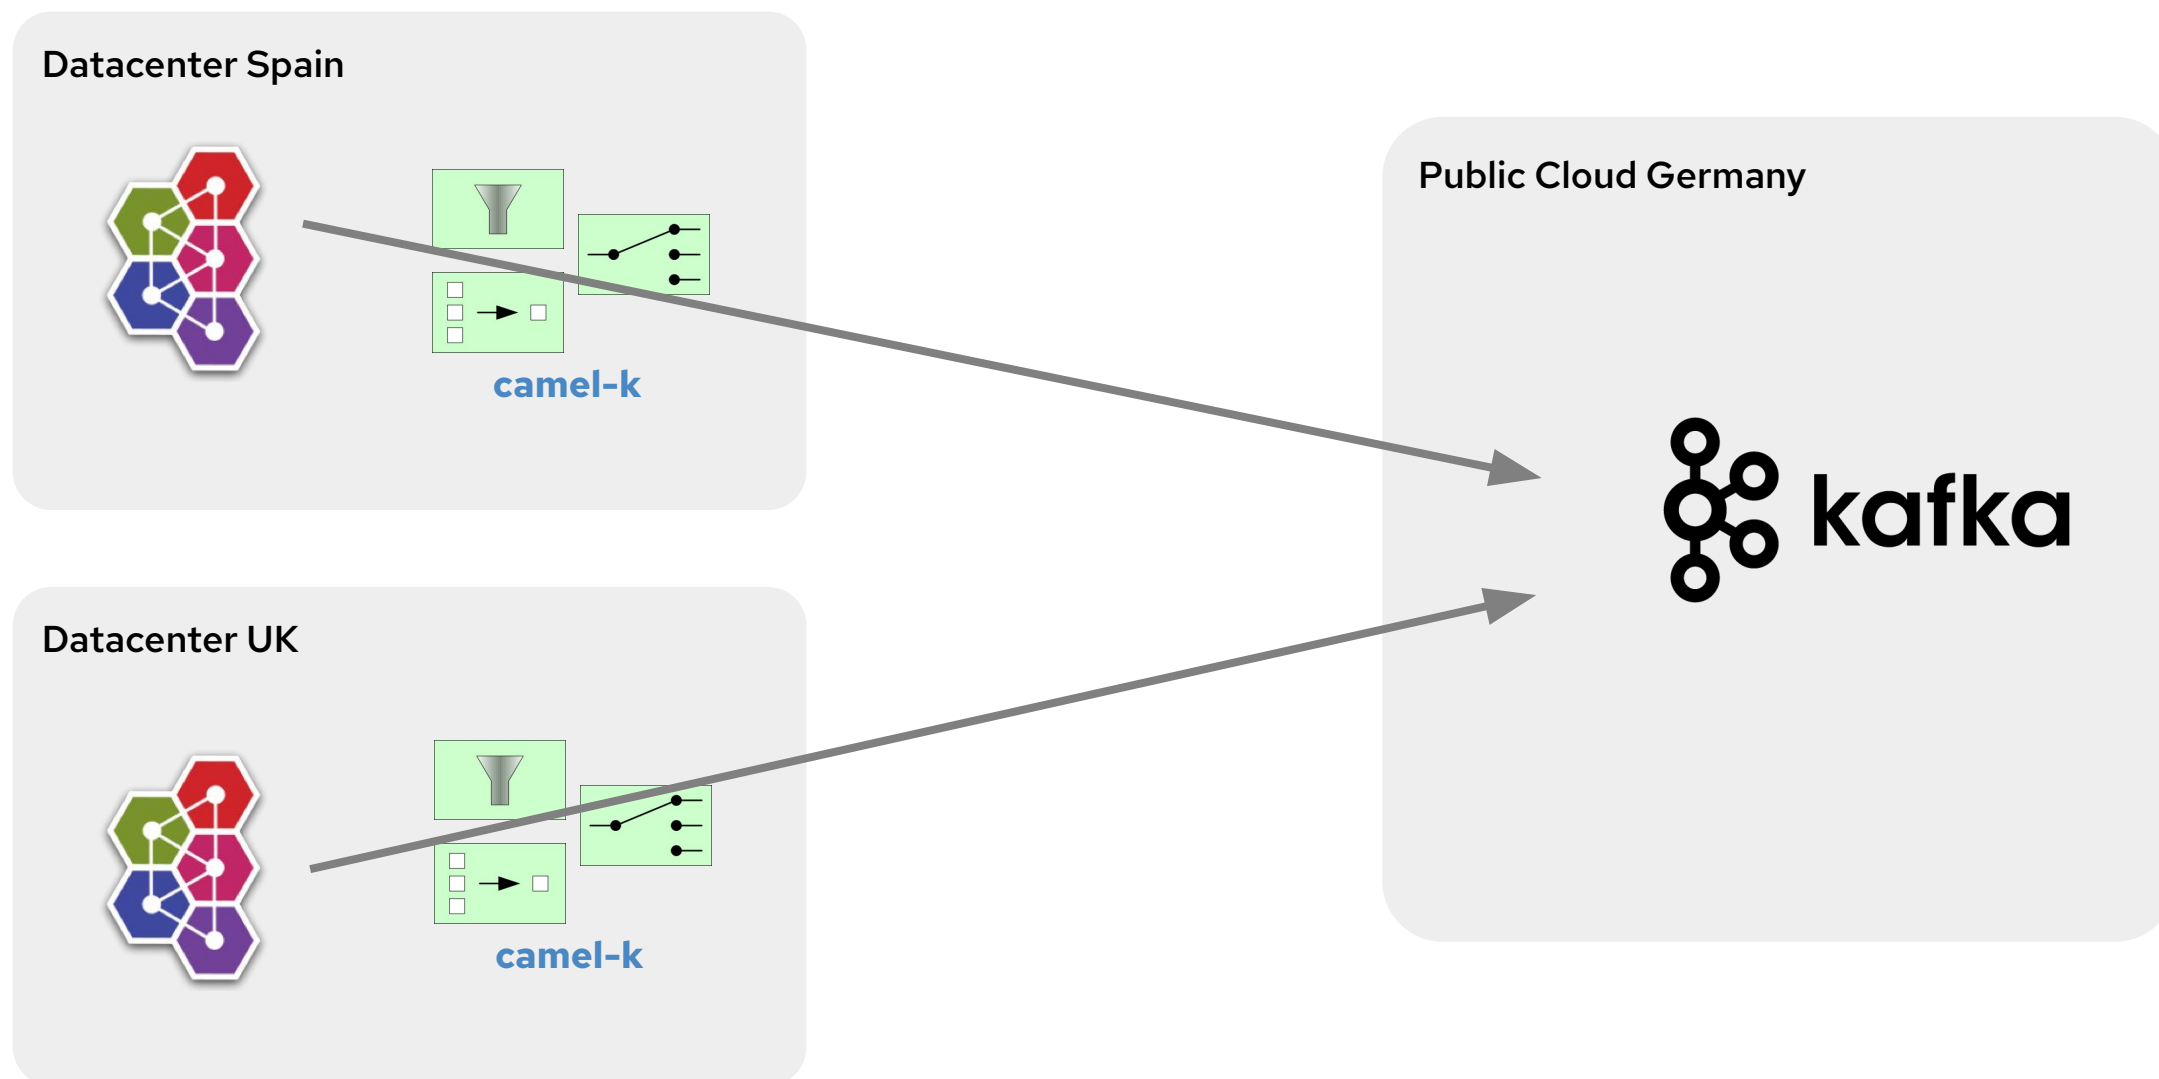 Datacenter Spain
camel-k
Public Cloud Germany
kafka
Datacenter UK
camel-k